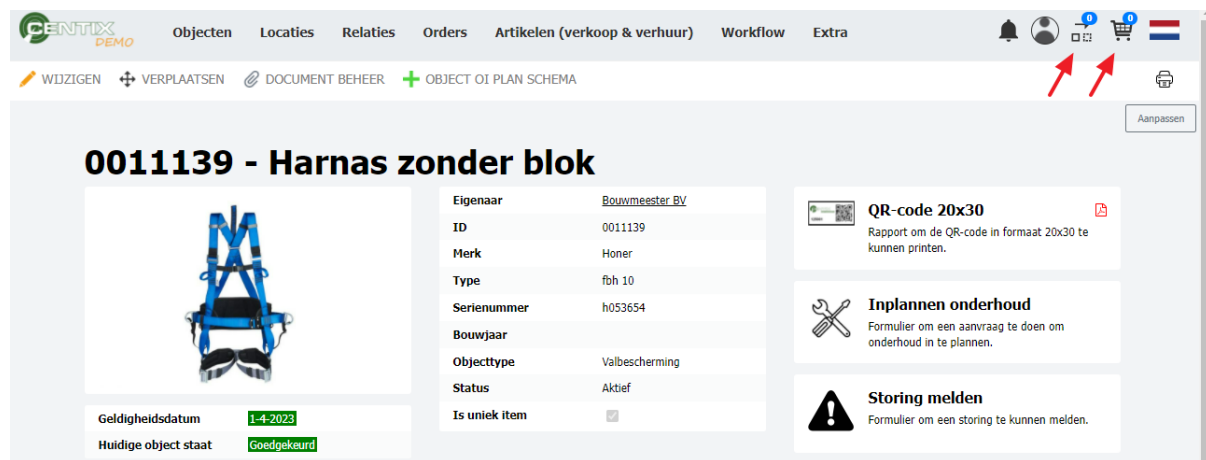 CENTIX
DEMO
Objecten Locaties Relaties Orders Artikelen (verkoop & verhuur) Workflow Extra
0 0
WIJZIGEN VERPLAATSEN DOCUMENT BEHEER OBJECT OI PLAN SCHEMA
Aanpassen
0011139 - Harnas zonder blok
Eigenaar Bouwmeester BV
ID 0011139
Merk Honer
Type fbh 10
Serienummer h053654
Bouwjaar
Objecttype Valbescherming
Status Aktief
Is uniek item
Geldigheidsdatum 1-4-2023
Huidige object staat Goedgekeurd
QR-code 20x30
Rapport om de QR-code in formaat 20x30 te
kunnen printen.
Inplannen onderhoud
Formulier om een aanvraag te doen om
onderhoud in te plannen.
Storing melden
Formulier om een storing te kunnen melden.